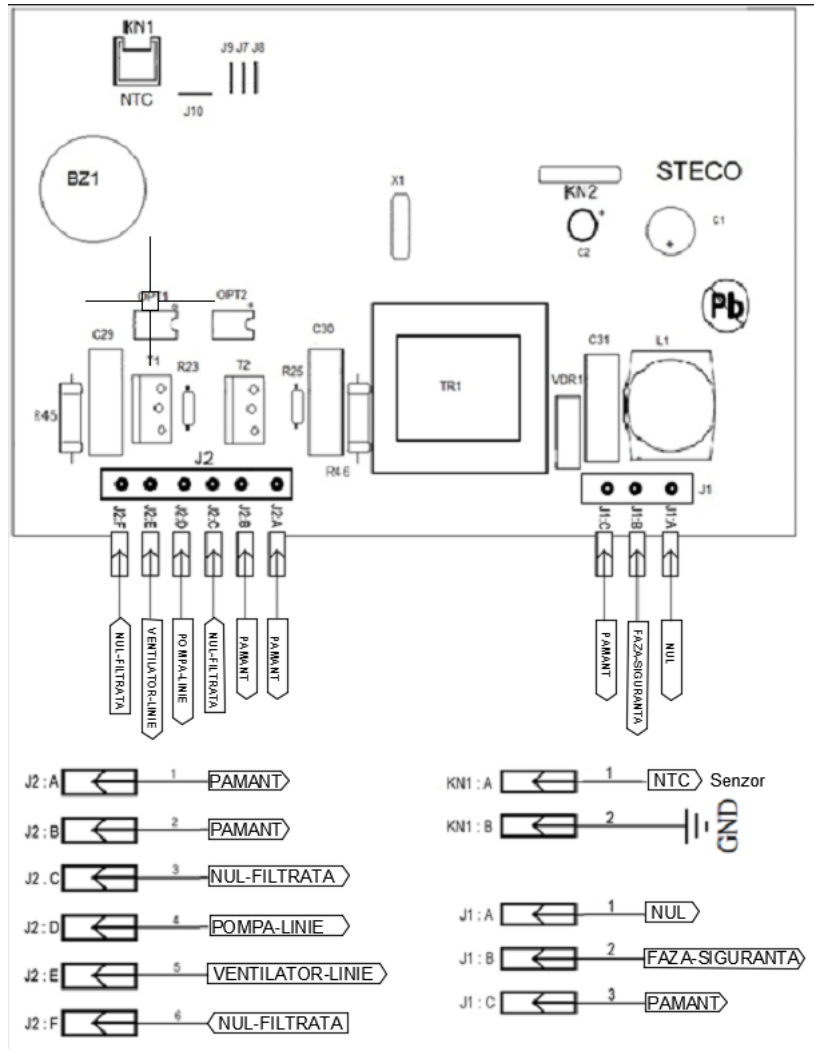 KN1
J9 J7 J8
NTC
J10
BZ1
X1
KN2
STECO
C1
C2
Pb
OPT1
OPT2
C29
C30
C31
L1
T1
R23
T2
R25
TR1
VDR1
R45
R46
J2
J1
J2:F
J2:E
J2:D
J2:C
J2:B
J2:A
J1:C
J1:B
J1:A
NUL-FILTRATA
VENTILATOR-LINIE
POMPA-LINIE
NUL-FILTRATA
PAMANT
PAMANT
PAMANT
FAZA-SIGURANTA
NUL
J2:A 1 PAMANT
J2:B 2 PAMANT
J2.C 3 NUL-FILTRATA
J2:D 4 POMPA-LINIE
J2:E 5 VENTILATOR-LINIE
J2:F 6 NUL-FILTRATA
KN1:A 1 NTC Senzor
KN1:B 2 GND
J1:A 1 NUL
J1:B 2 FAZA-SIGURANTA
J1:C 3 PAMANT